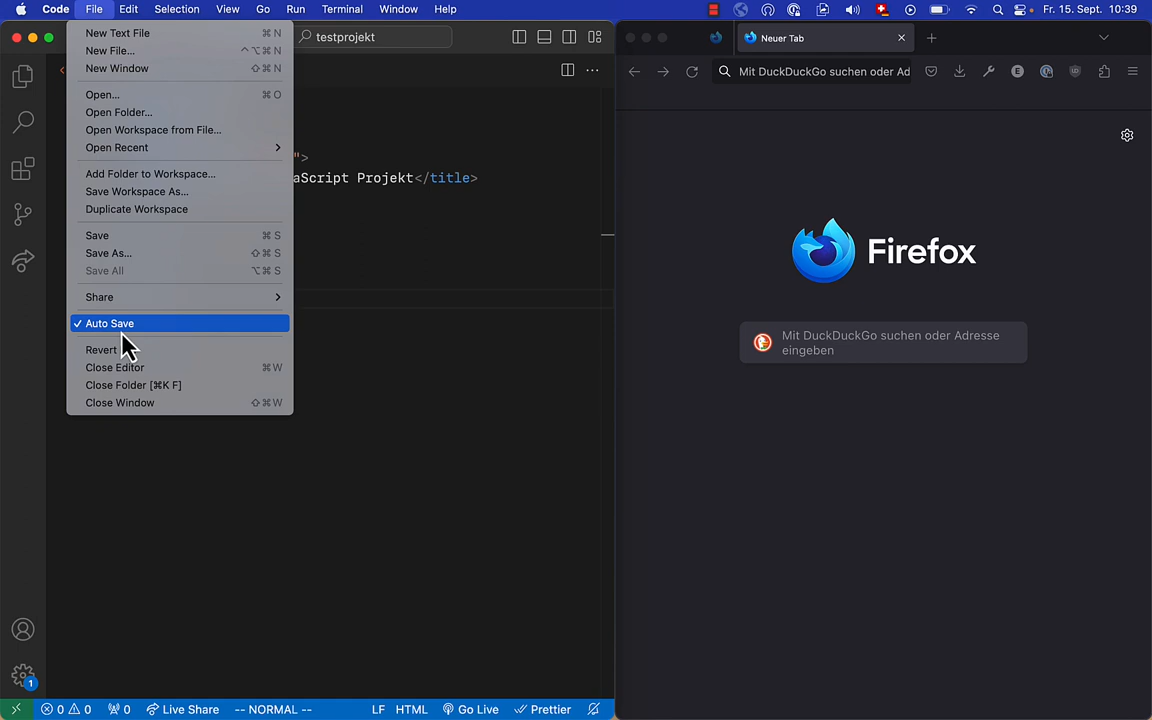 Code File Edit Selection View Go Run Terminal Window Help Fr. 15. Sept. 10:39
testprojekt
New Text File ⌘ N
New File... ^⌥⌘ N
New Window ⇧⌘ N
Open... ⌘ O
Open Folder...
Open Workspace from File...
Open Recent
Add Folder to Workspace...
Save Workspace As...
Duplicate Workspace
Save ⌘ S
Save As... ⇧⌘ S
Save All ⌥⌘ S
Share
✓ Auto Save
Revert
Close Editor ⌘ W
Close Folder [⌘K F]
Close Window ⇧⌘ W
">
aScript Projekt</title>
1
0 0 0 Live Share -- NORMAL -- LF HTML Go Live Prettier
Neuer Tab
Mit DuckDuckGo suchen oder Ad
Firefox
Mit DuckDuckGo suchen oder Adresse
eingeben